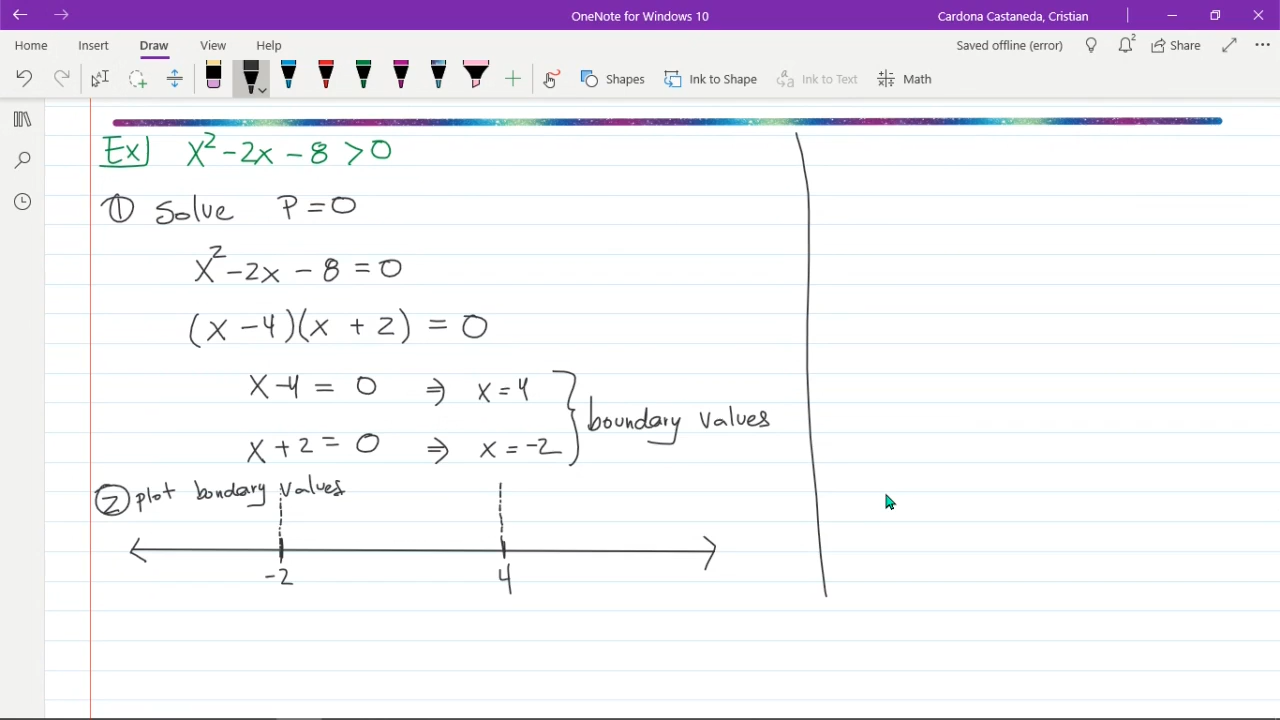 OneNote for Windows 10
Cardona Castaneda, Cristian
Home Insert Draw View Help
Saved offline (error)
Share
Shapes
Ink to Shape
Ink to Text
Math
Ex) x² - 2x - 8 > 0
① Solve P = 0
x² - 2x - 8 = 0
(x - 4)(x + 2) = 0
x - 4 = 0 ⇒ x = 4
x + 2 = 0 ⇒ x = -2
boundary values
② plot bondary values
-2 4